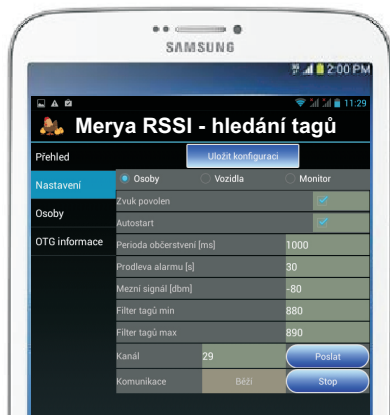 SAMSUNG
3G 2:00 PM
11:29
Merya RSSI - hledání tagů
Přehled
Uložit konfiguraci
Nastavení
Osoby Vozidla Monitor
Zvuk povolen
Osoby
Autostart
OTG informace
Perioda občerstvení [ms] 1000
Prodleva alarmu [s] 30
Mezní signál [dbm] -80
Filter tagů min 880
Filter tagů max 890
Kanál 29 Poslat
Komunikace Běží Stop